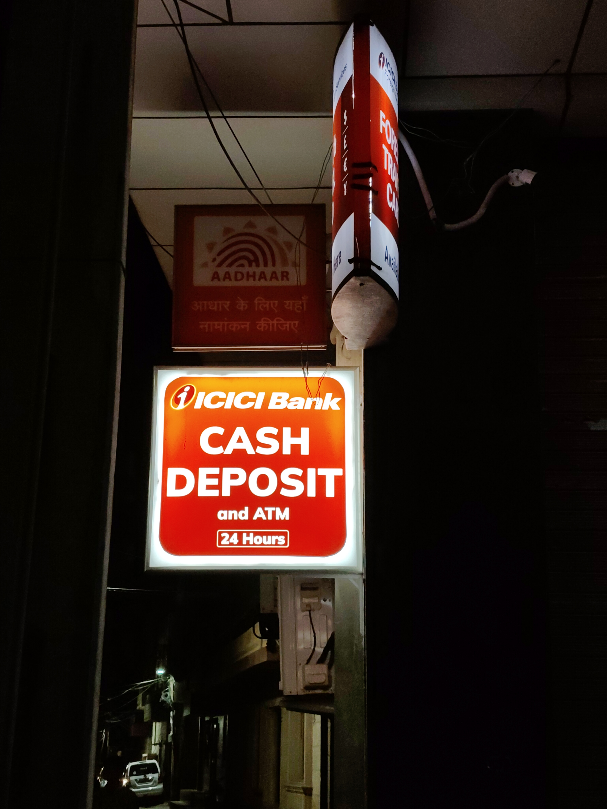 AADHAAR
आधार के लिए यहाँ
नामांकन कीजिए
ICICI Bank
CASH
DEPOSIT
and ATM
24 Hours